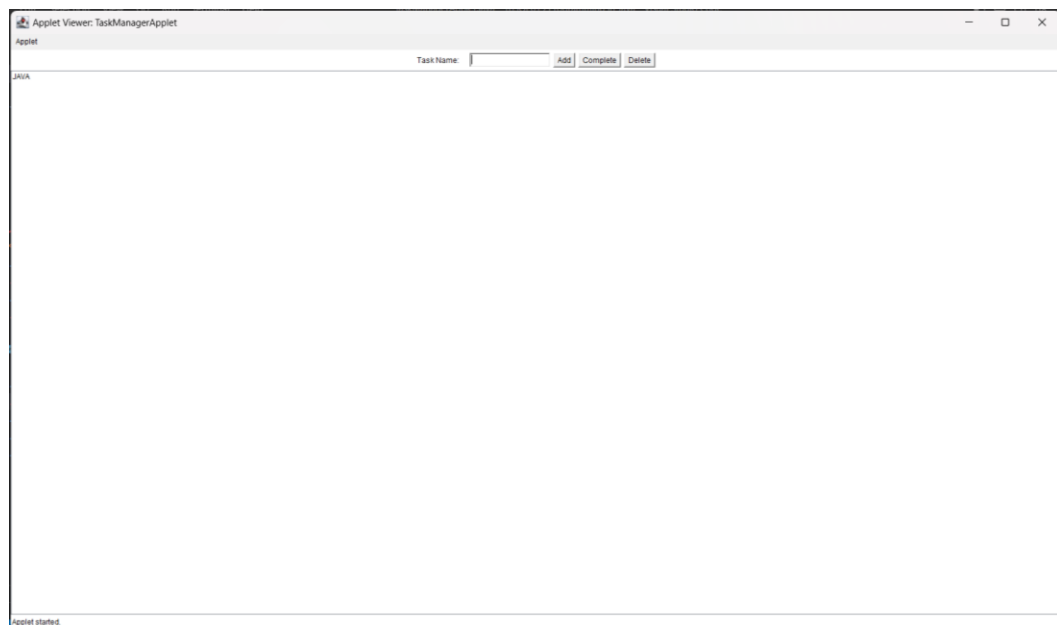 Applet Viewer: TaskManagerApplet
Applet
Task Name: Add Complete Delete
JAVA
Applet started.